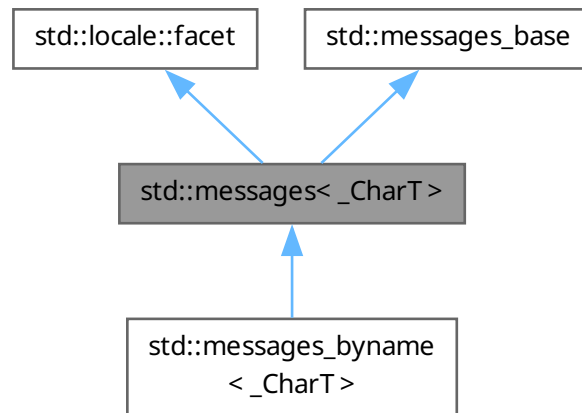 std::locale::facet
std::messages_base
std::messages< _CharT >
std::messages_byname
< _CharT >